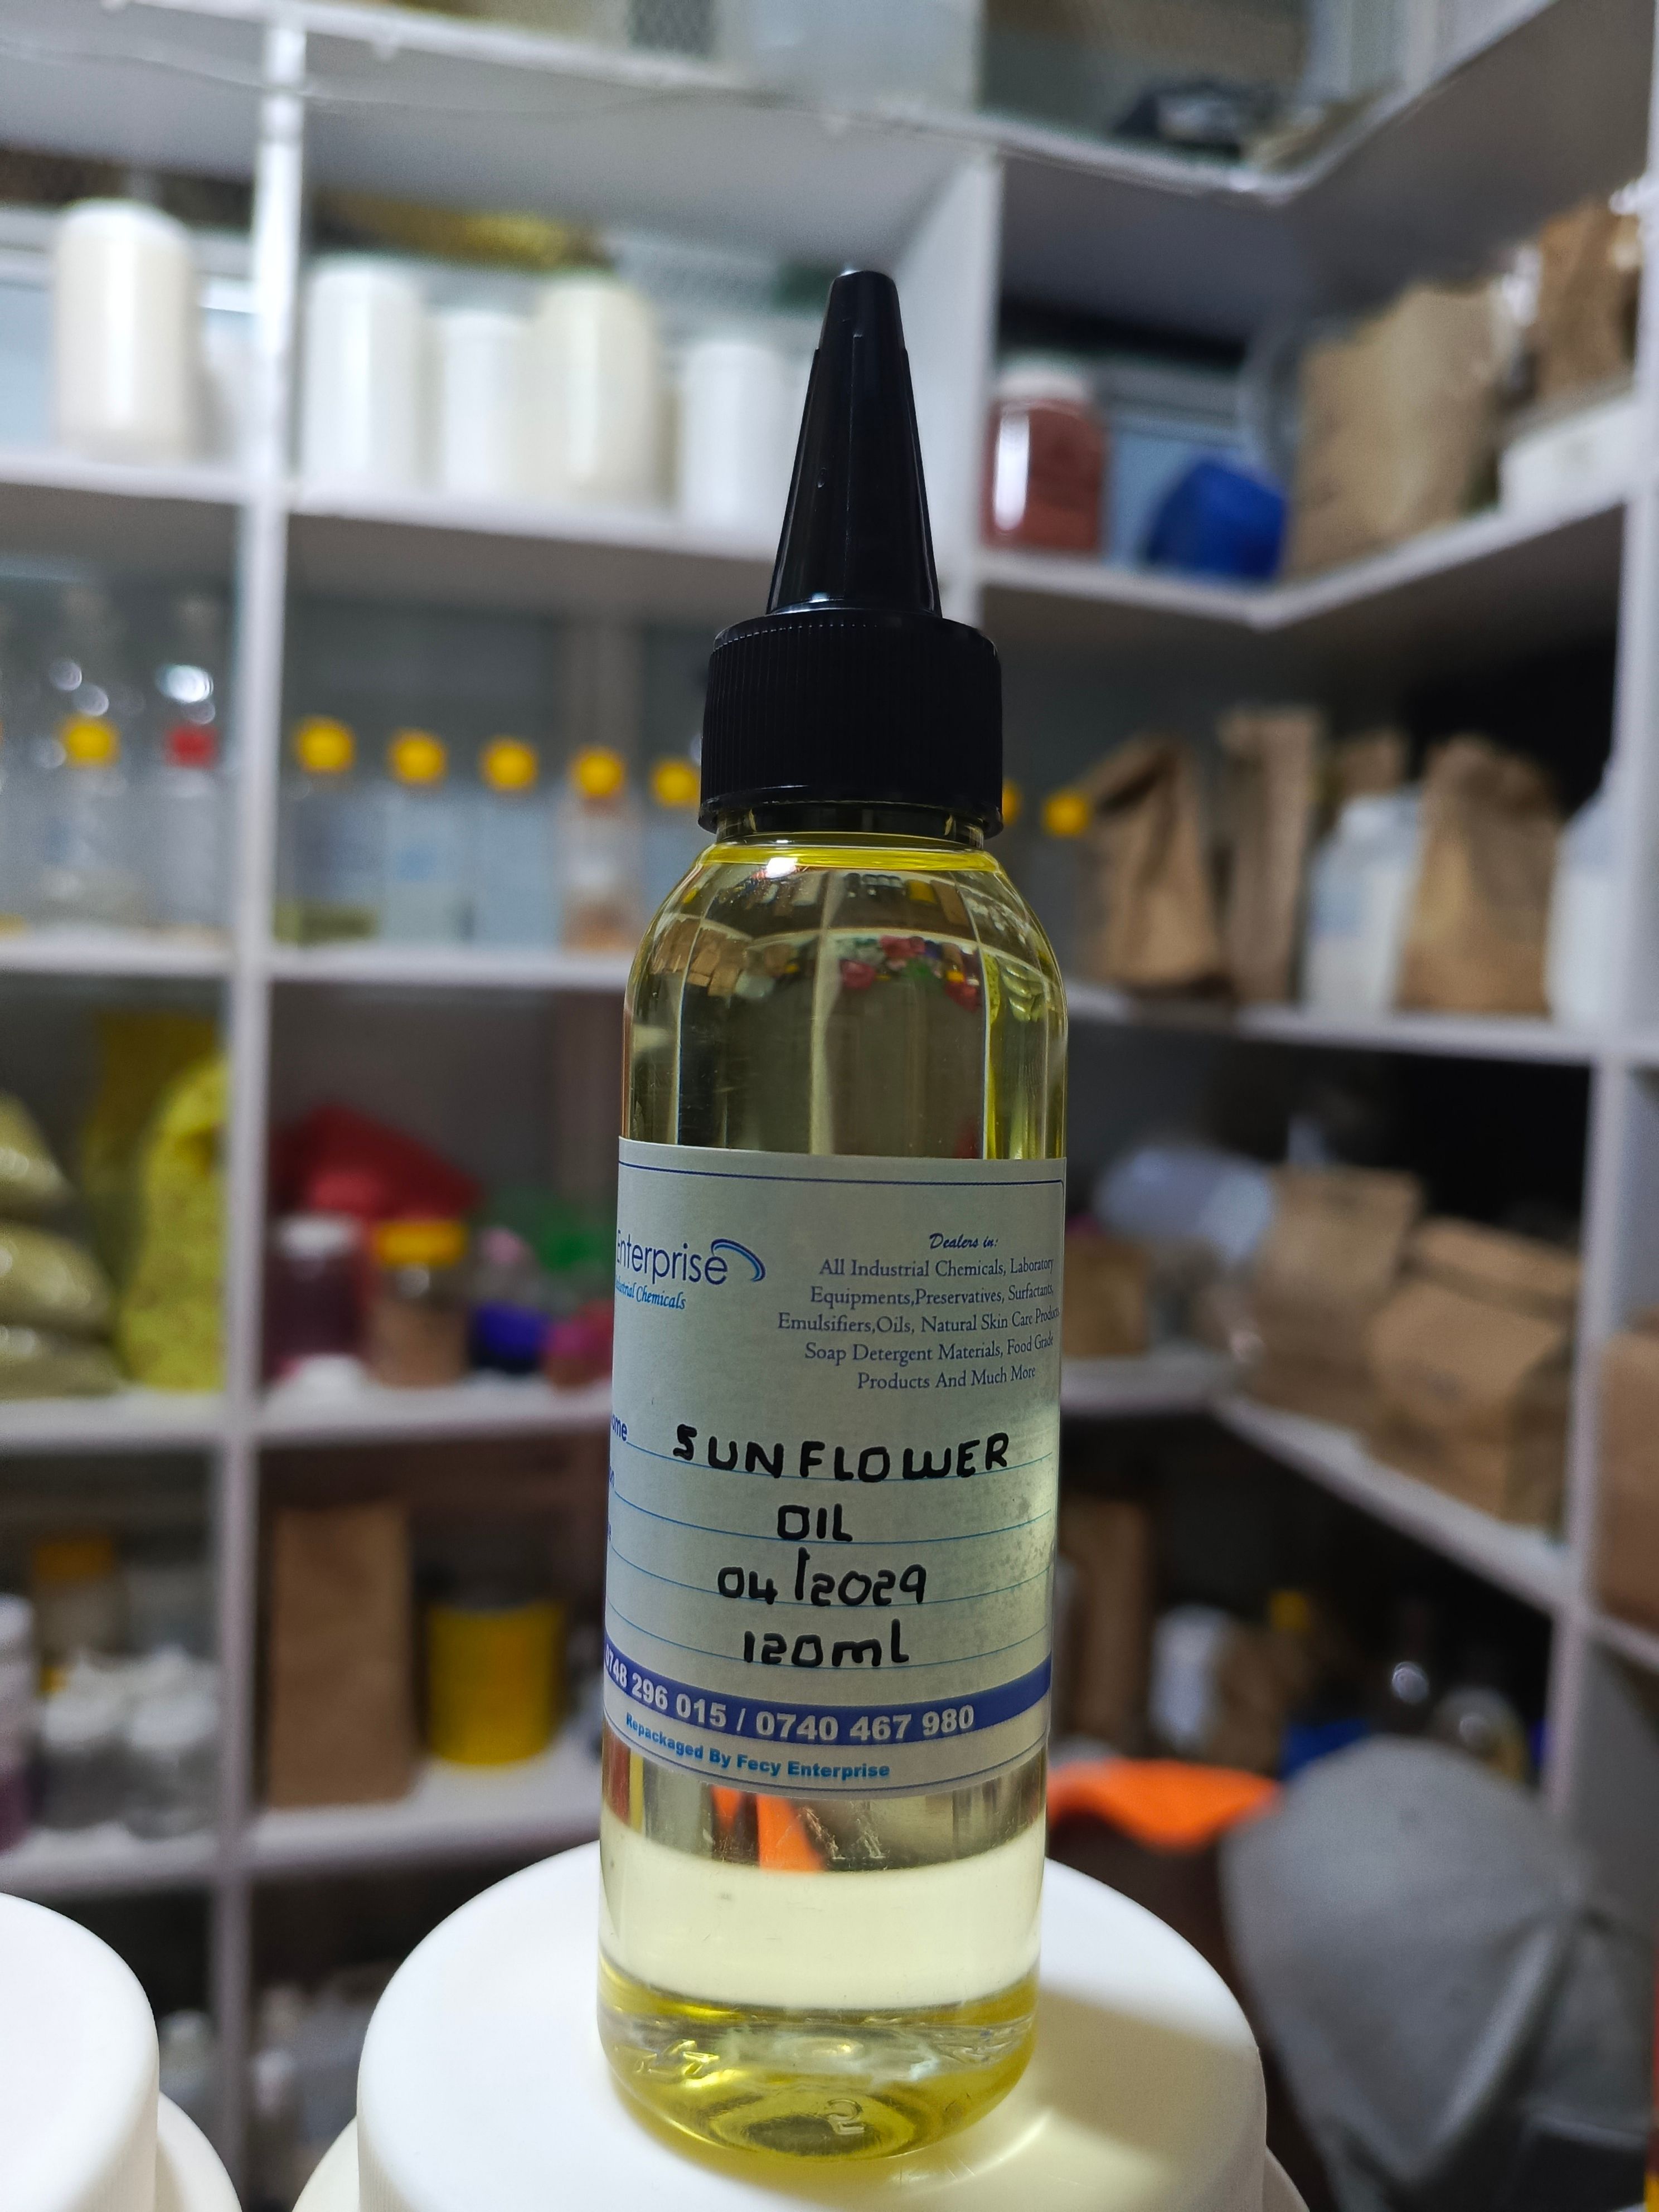 Enterprise
Industrial Chemicals
Dealers in:
All Industrial Chemicals, Laboratory
Equipments,Preservatives, Surfactants,
Emulsifiers,Oils, Natural Skin Care Products
Soap Detergent Materials, Food Grade
Products And Much More
SUNFLOWER
OIL
04/2029
120ml
0748 296 015 / 0740 467 980
Repackaged By Fecy Enterprise